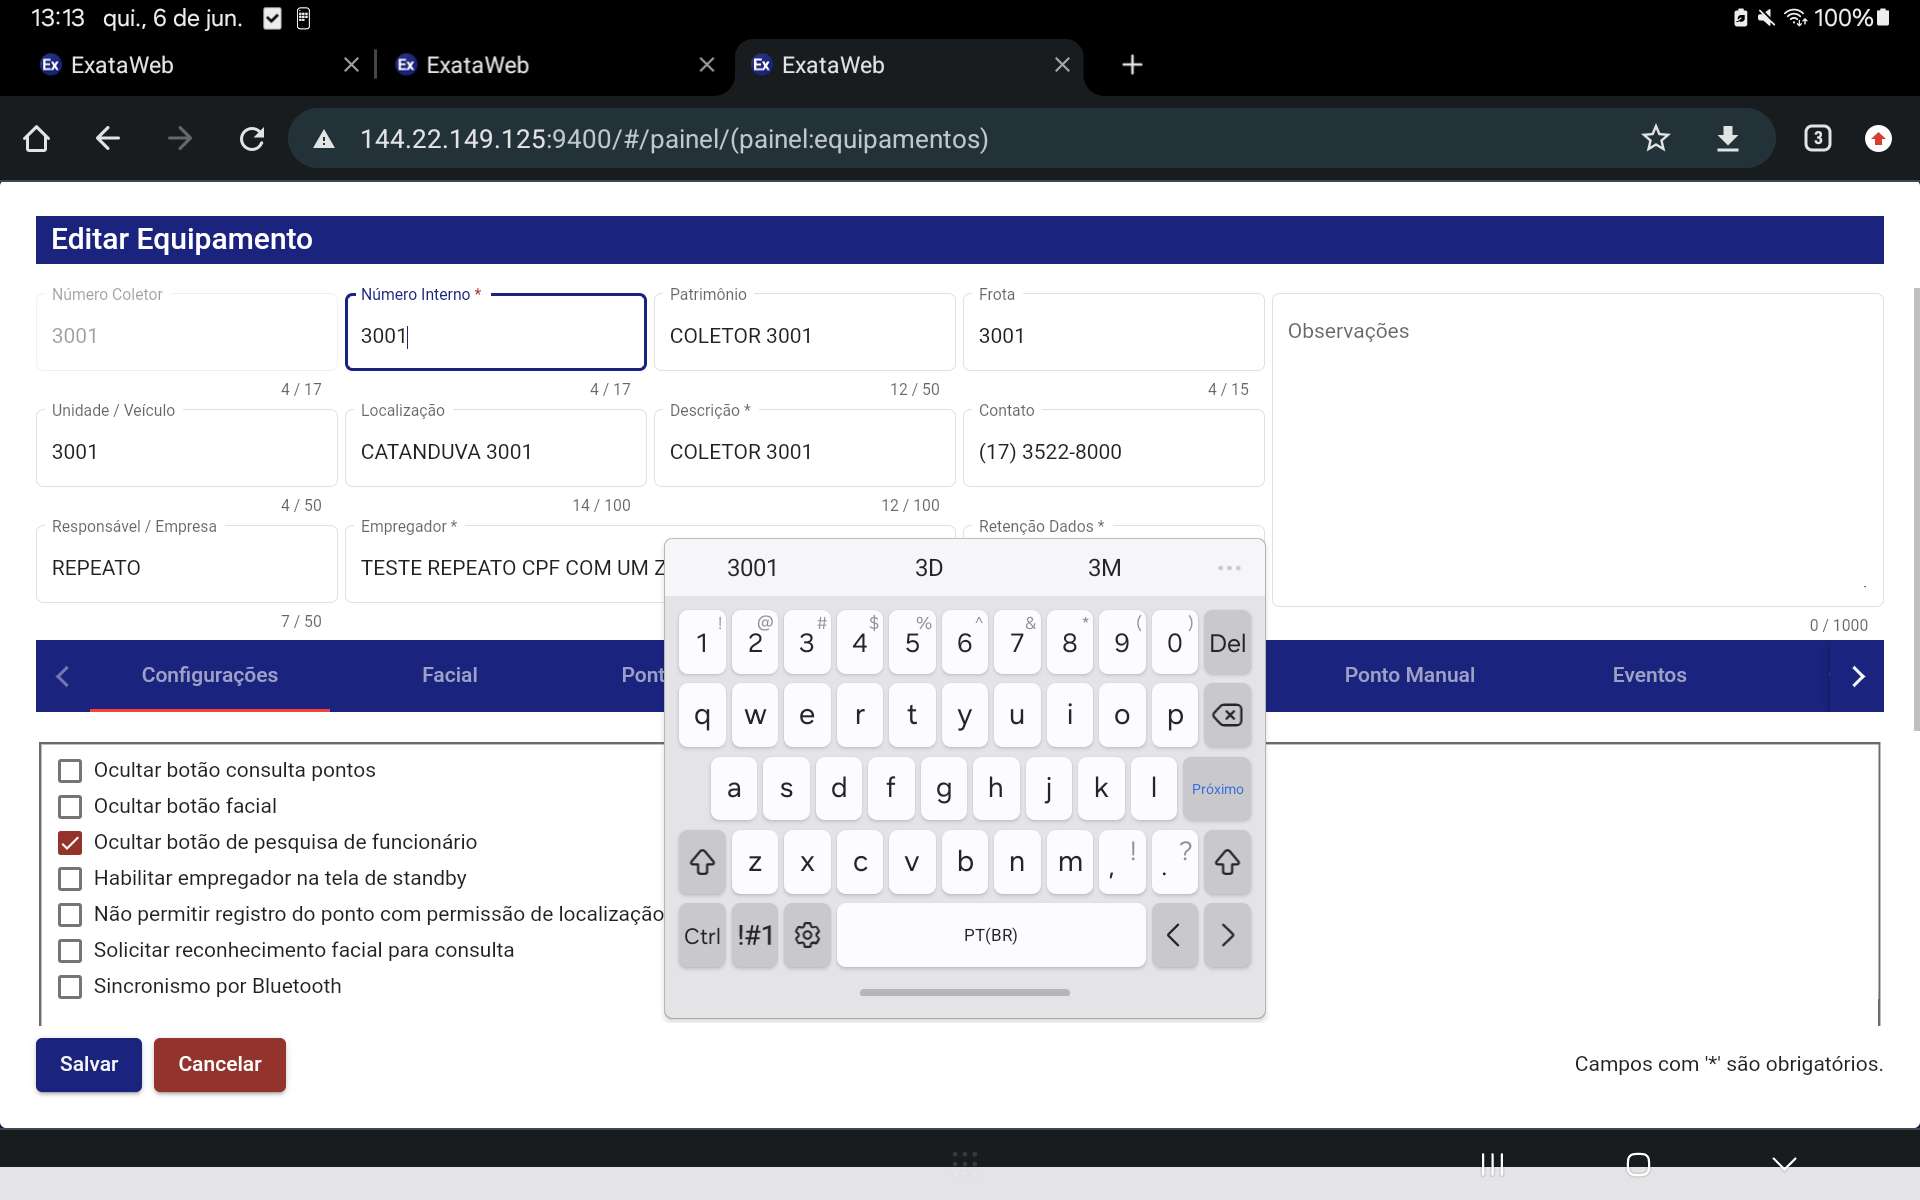 13:13 qui., 6 de jun. 100%
ExataWeb ExataWeb ExataWeb
144.22.149.125:9400/#/painel/(painel:equipamentos) 3
Editar Equipamento
Número Coletor Número Interno * Patrimônio Frota
3001 3001 COLETOR 3001 3001 Observações
4 / 17 4 / 17 12 / 50 4 / 15
Unidade / Veículo Localização Descrição * Contato
3001 CATANDUVA 3001 COLETOR 3001 (17) 3522-8000
4 / 50 14 / 100 12 / 100
Responsável / Empresa Empregador * Retenção Dados *
REPEATO TESTE REPEATO CPF COM UM Z
7 / 50 0 / 1000
3001 3D 3M
Configurações Facial Pont Ponto Manual Eventos
1 ! 2 @ 3 # 4 $ 5 % 6 ^ 7 & 8 * 9 ( 0 ) Del
q w e r t y u i o p
a s d f g h j k l Próximo
z x c v b n m , ! . ?
Ctrl !#1 PT(BR)
Ocultar botão consulta pontos
Ocultar botão facial
Ocultar botão de pesquisa de funcionário
Habilitar empregador na tela de standby
Não permitir registro do ponto com permissão de localização
Solicitar reconhecimento facial para consulta
Sincronismo por Bluetooth
Salvar Cancelar Campos com '*' são obrigatórios.